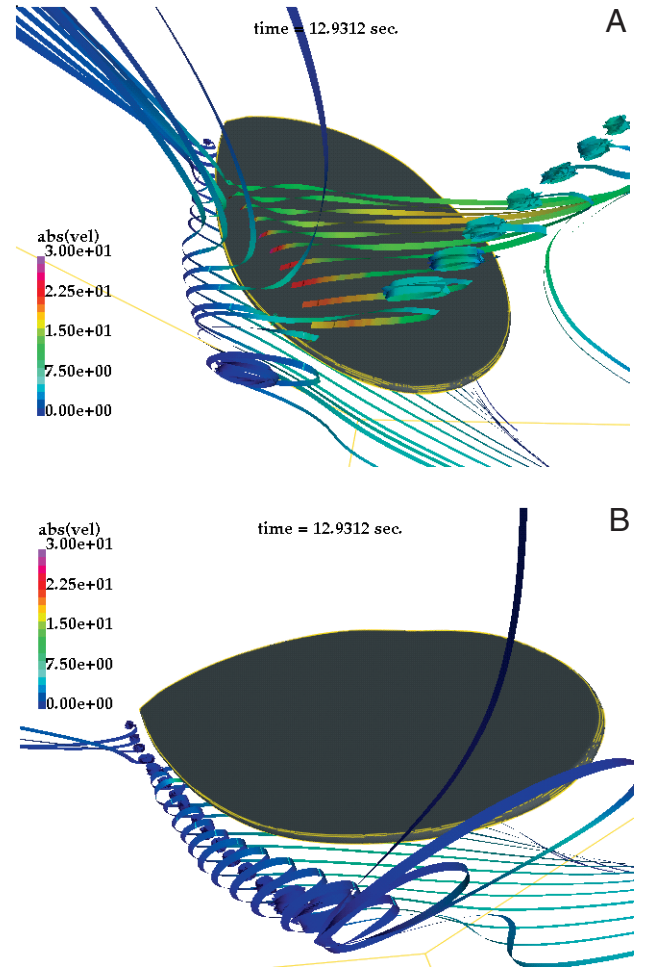 A
time = 12.9312 sec.
abs(vel)
3.00e+01
2.25e+01
1.50e+01
7.50e+00
0.00e+00
B
time = 12.9312 sec.
abs(vel)
3.00e+01
2.25e+01
1.50e+01
7.50e+00
0.00e+00